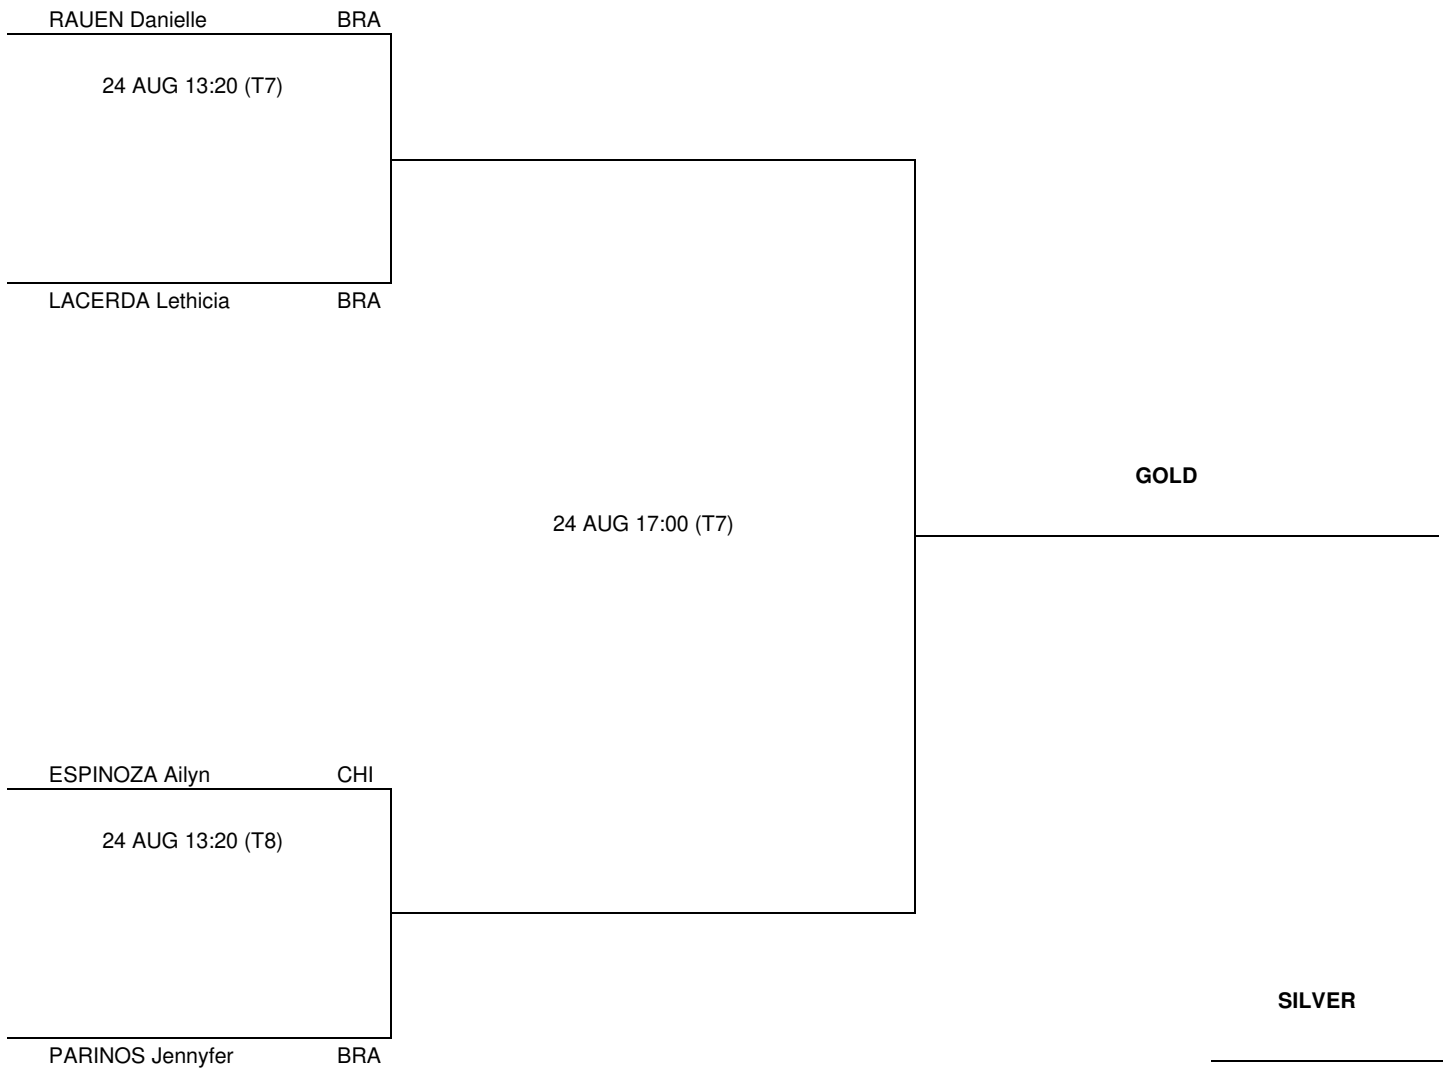 RAUEN Danielle BRA
24 AUG 13:20 (T7)
LACERDA Lethicia BRA
GOLD
24 AUG 17:00 (T7)
ESPINOZA Ailyn CHI
24 AUG 13:20 (T8)
SILVER
PARINOS Jennyfer BRA